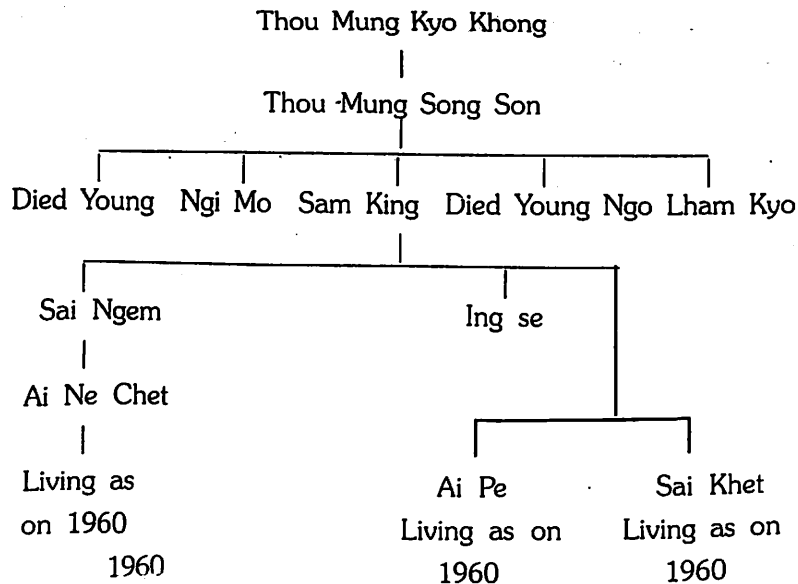 Thou Mung Kyo Khong
Thou -Mung Song Son
Died Young Ngi Mo Sam King Died Young Ngo Lham Kyo
Sai Ngem
Ing se
Ai Ne Chet
Living as
on 1960
1960
Ai Pe
Living as on
1960
Sai Khet
Living as on
1960